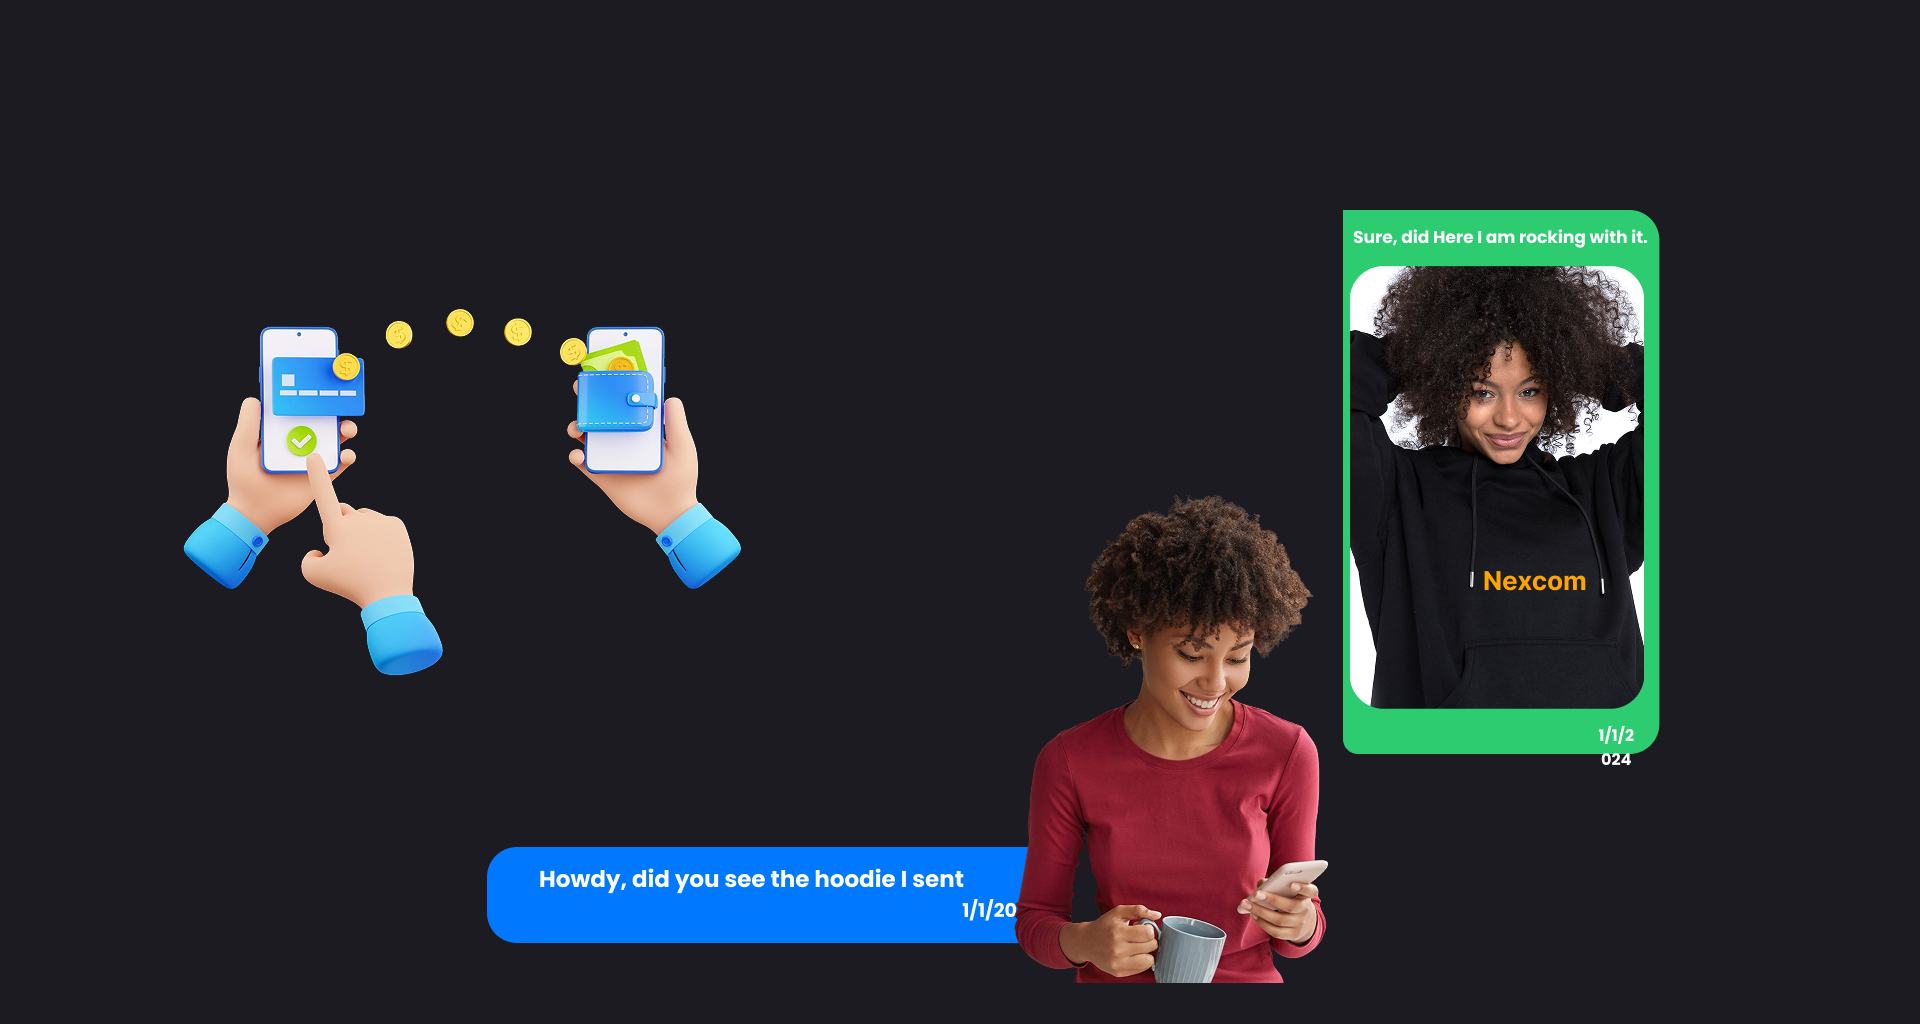 Sure, did Here I am rocking with it.
Nexcom
1/1/2
024
Howdy, did you see the hoodie I sent
1/1/20